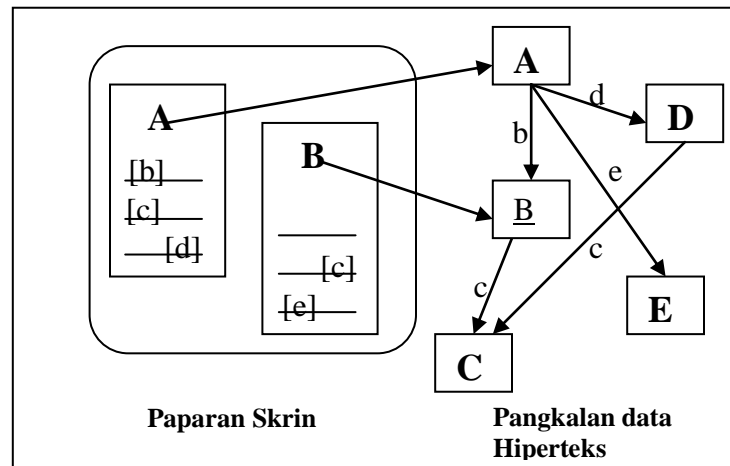 A
[b]
[c]
[d]
B
[c]
[e]
A
d
D
b
e
B
c
c
E
C
Paparan Skrin
Pangkalan data
Hiperteks